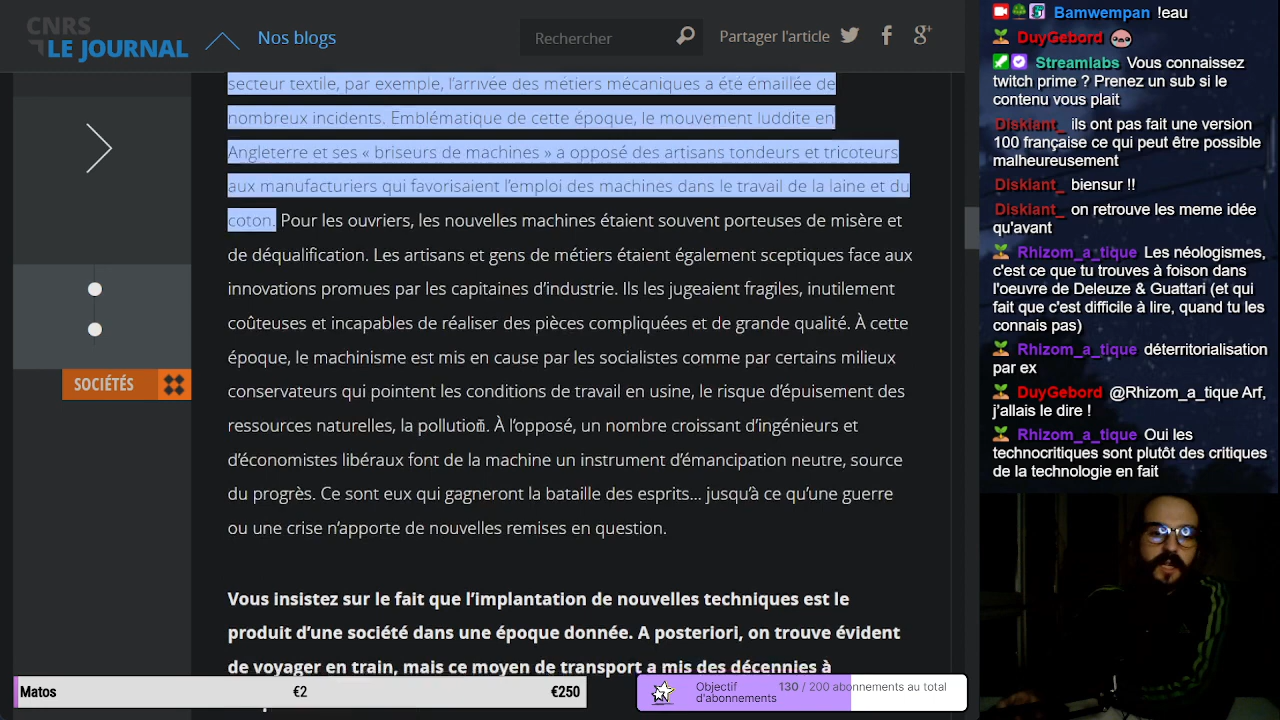 CNRS
LE JOURNAL
Nos blogs
Rechercher
Partager l'article
secteur textile, par exemple, l'arrivée des métiers mécaniques a été émaillée de
nombreux incidents. Emblématique de cette époque, le mouvement luddite en
Angleterre et ses « briseurs de machines » a opposé des artisans tondeurs et tricoteurs
aux manufacturiers qui favorisaient l'emploi des machines dans le travail de la laine et du
coton. Pour les ouvriers, les nouvelles machines étaient souvent porteuses de misère et
de déqualification. Les artisans et gens de métiers étaient également sceptiques face aux
innovations promues par les capitaines d'industrie. Ils les jugeaient fragiles, inutilement
coûteuses et incapables de réaliser des pièces compliquées et de grande qualité. À cette
époque, le machinisme est mis en cause par les socialistes comme par certains milieux
conservateurs qui pointent les conditions de travail en usine, le risque d'épuisement des
ressources naturelles, la pollution. À l'opposé, un nombre croissant d'ingénieurs et
d'économistes libéraux font de la machine un instrument d'émancipation neutre, source
du progrès. Ce sont eux qui gagneront la bataille des esprits… jusqu'à ce qu'une guerre
ou une crise n'apporte de nouvelles remises en question.
Vous insistez sur le fait que l'implantation de nouvelles techniques est le
produit d'une société dans une époque donnée. A posteriori, on trouve évident
de voyager en train, mais ce moyen de transport a mis des décennies à
SOCIÉTÉS
Matos
€2
€250
Objectif
d'abonnements
130 / 200 abonnements au total
Bamwempan !eau
DuyGebord
Streamlabs Vous connaissez
twitch prime ? Prenez un sub si le
contenu vous plait
Diskiant_ ils ont pas fait une version
100 française ce qui peut être possible
malheureusement
Diskiant_ biensur !!
Diskiant_ on retrouve les meme idée
qu'avant
Rhizom_a_tique Les néologismes,
c'est ce que tu trouves à foison dans
l'oeuvre de Deleuze & Guattari (et qui
fait que c'est difficile à lire, quand tu les
connais pas)
Rhizom_a_tique déterritorialisation
par ex
DuyGebord @Rhizom_a_tique Arf,
j'allais le dire !
Rhizom_a_tique Oui les
technocritiques sont plutôt des critiques
de la technologie en fait